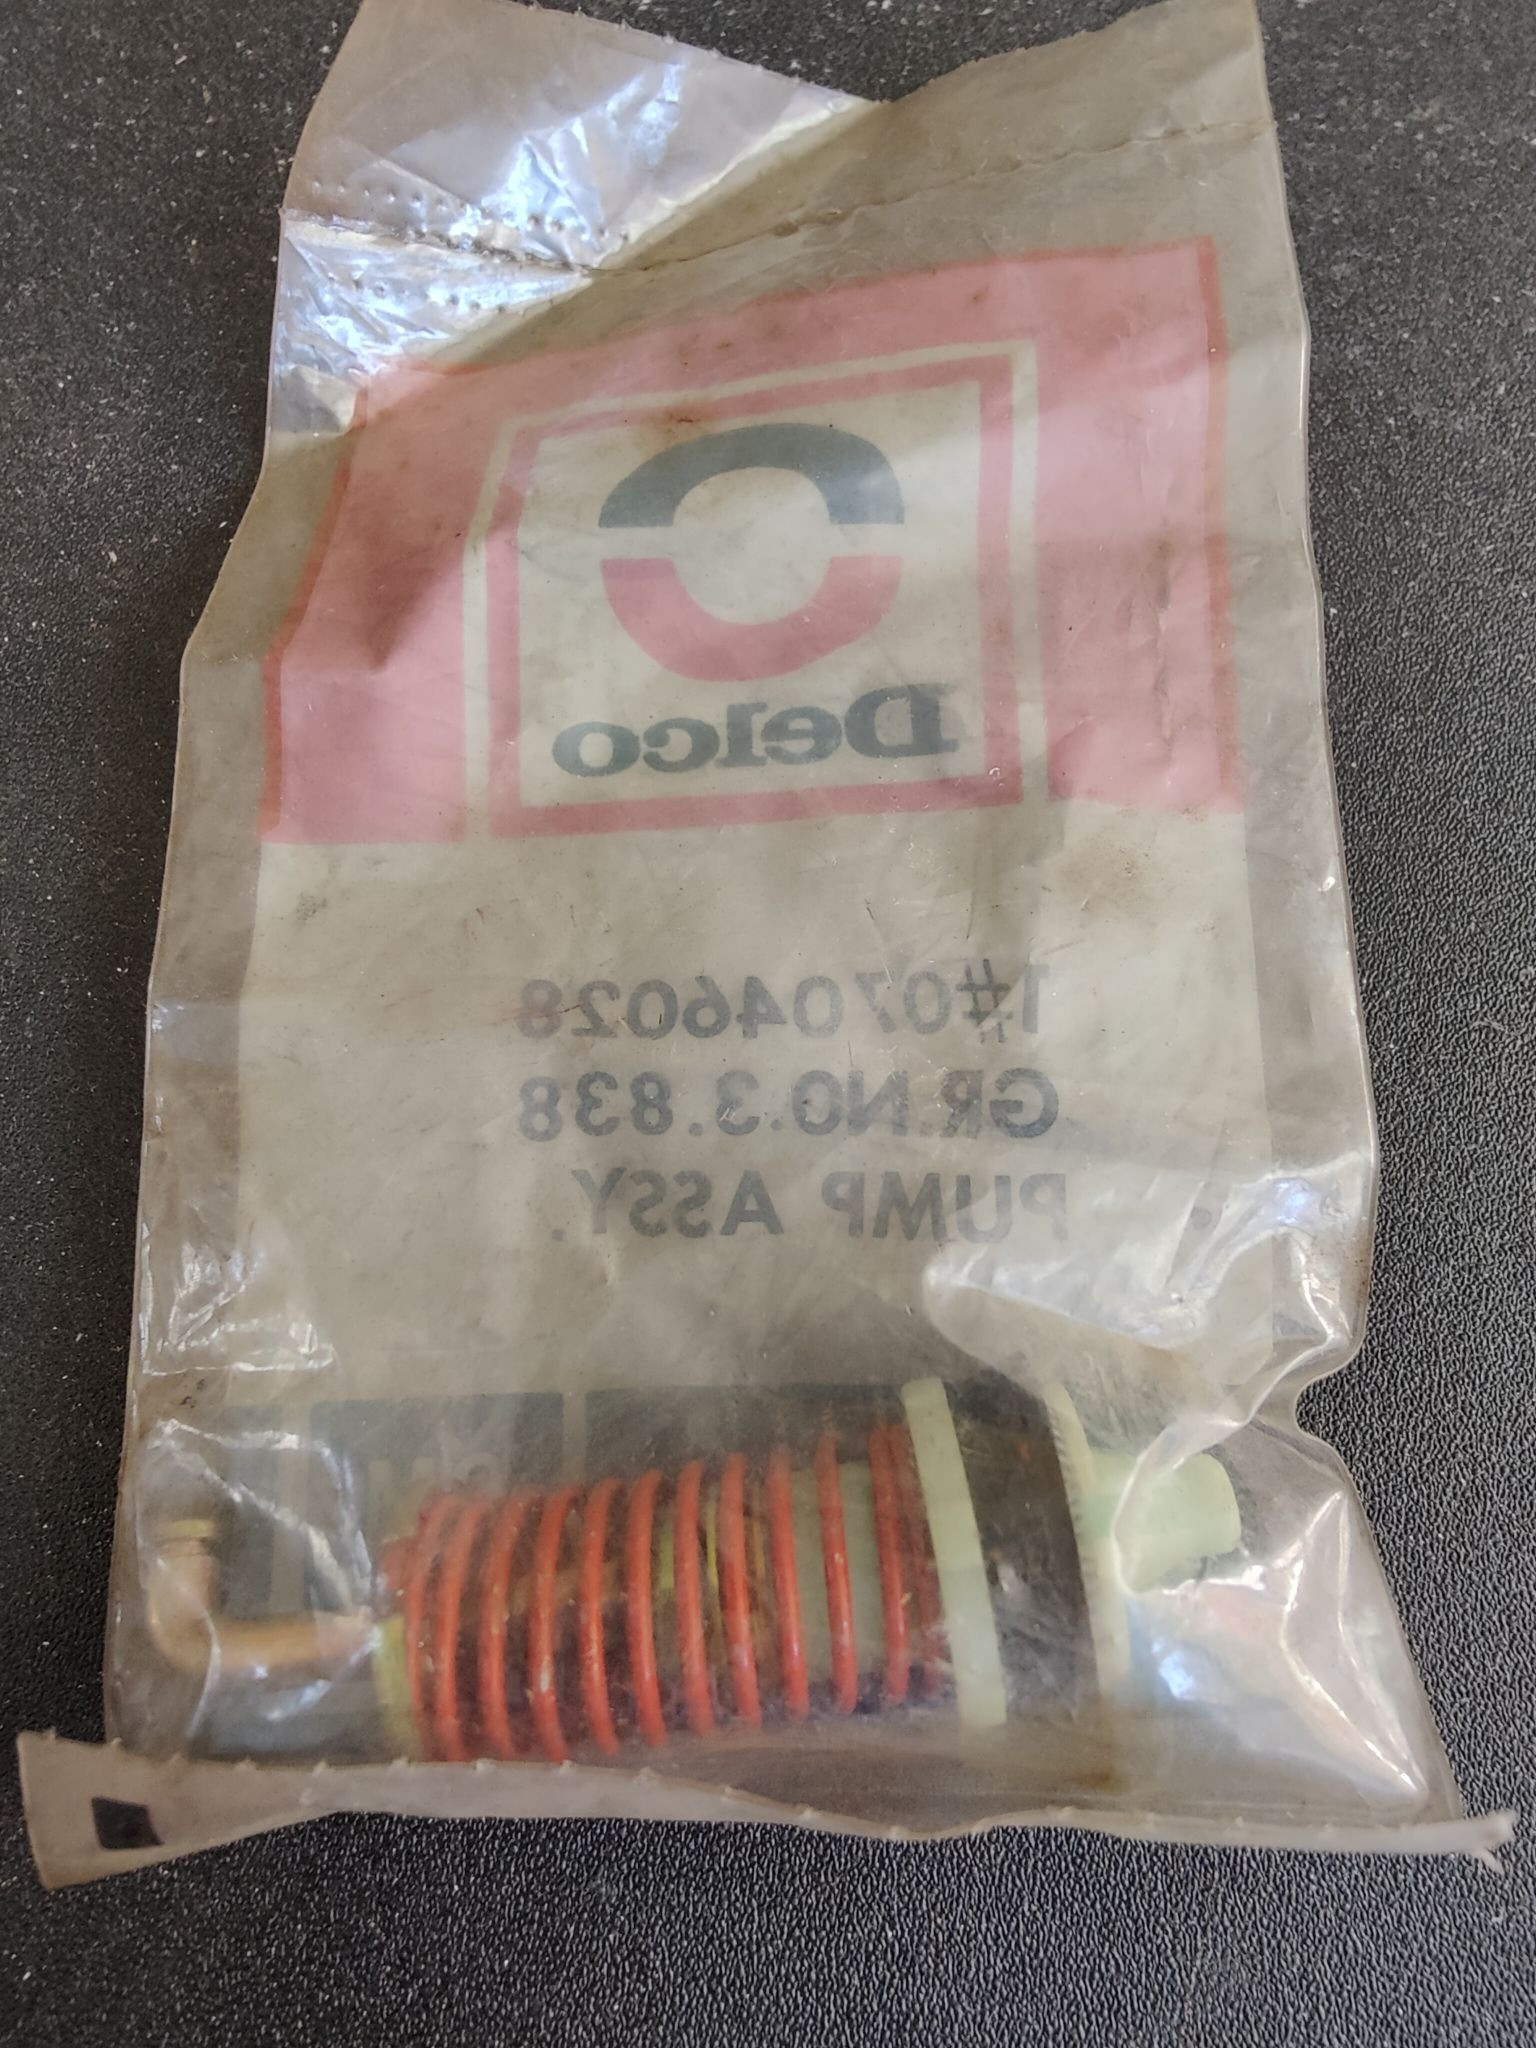 Delco
1#07046028
GR.NO.3.838
PUMP ASSY.